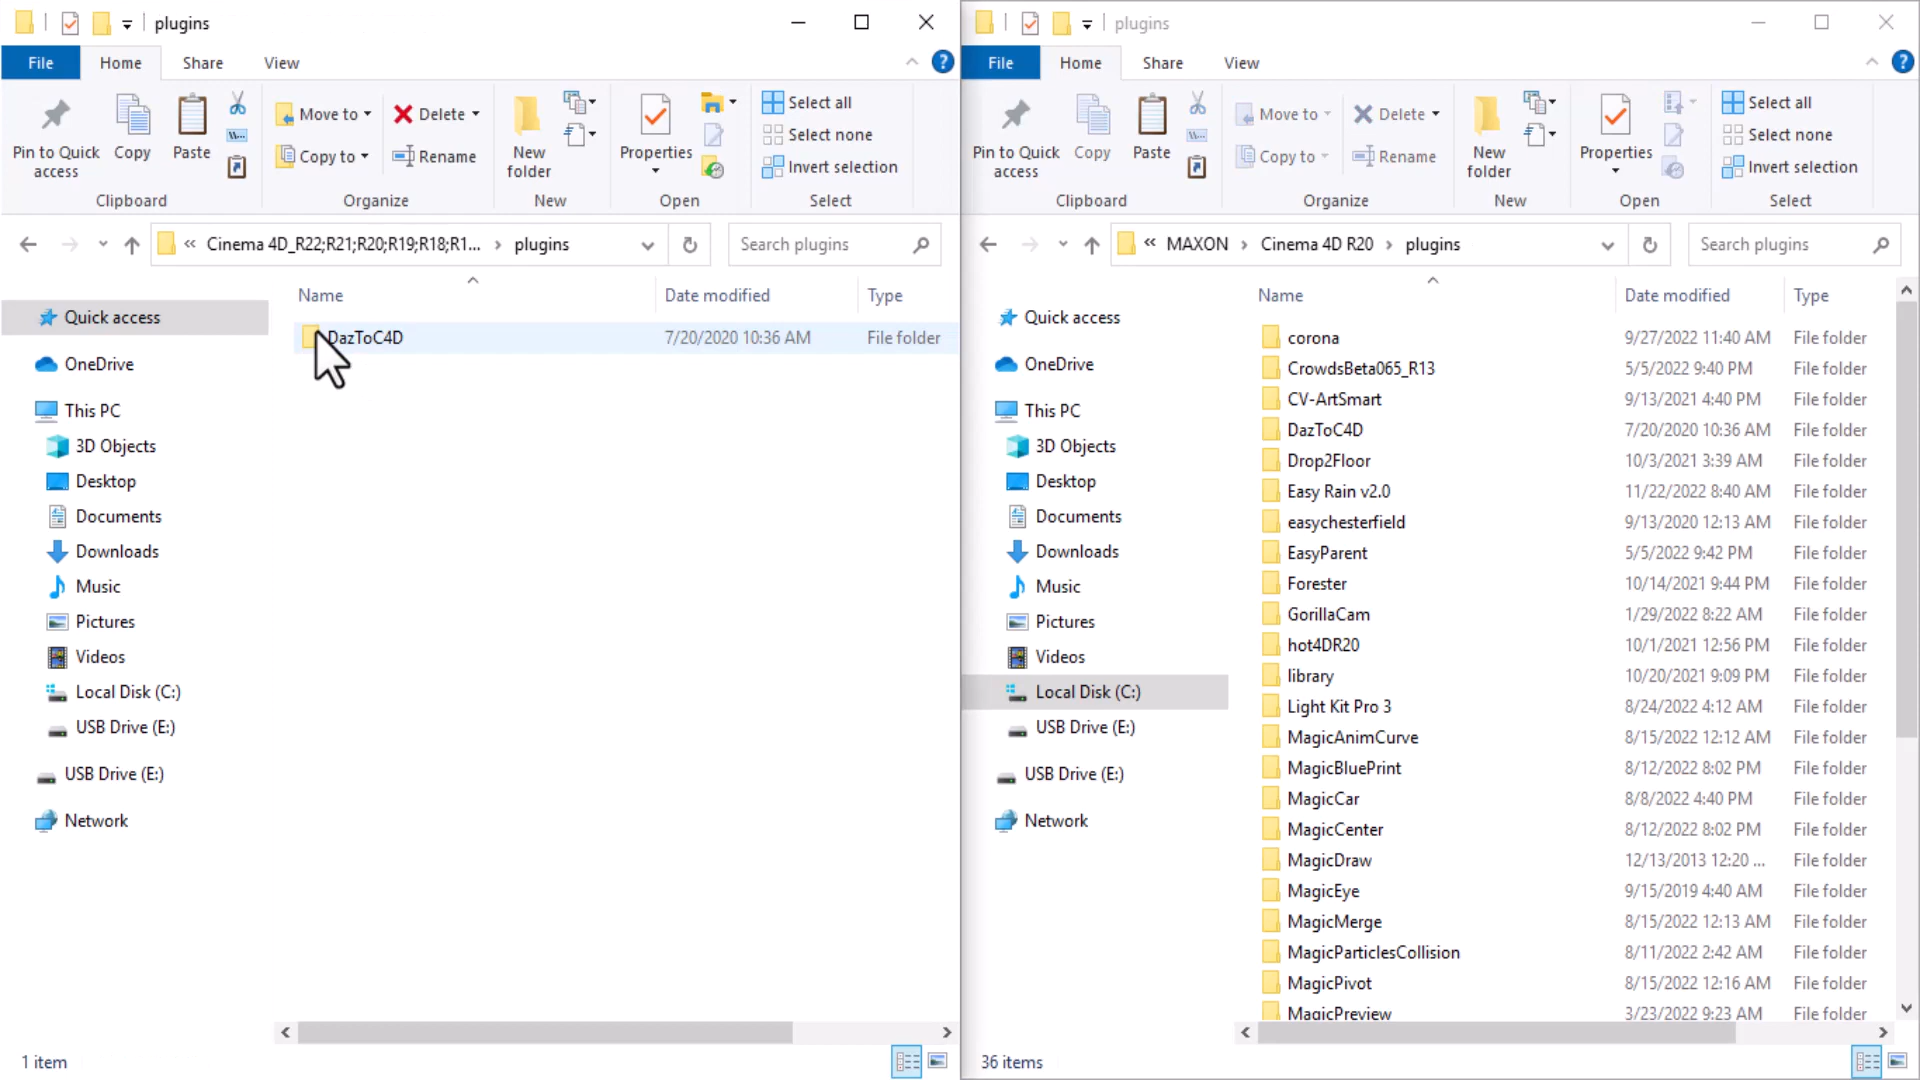 plugins
File
Home
Share
View
Pin to Quick
access
Copy
Paste
Move to
Copy to
Delete
Rename
New
folder
Properties
Select all
Select none
Invert selection
Clipboard
Organize
New
Open
Select
« Cinema 4D_R22;R21;R20;R19;R18;R1... › plugins
Search plugins
Name
Date modified
Type
Quick access
OneDrive
This PC
3D Objects
Desktop
Documents
Downloads
Music
Pictures
Videos
Local Disk (C:)
USB Drive (E:)
USB Drive (E:)
Network
DazToC4D 7/20/2020 10:36 AM File folder
1 item
plugins
File
Home
Share
View
Pin to Quick
access
Copy
Paste
Move to
Copy to
Delete
Rename
New
folder
Properties
Select all
Select none
Invert selection
Clipboard
Organize
New
Open
Select
« MAXON › Cinema 4D R20 › plugins
Search plugins
Name
Date modified
Type
Quick access
OneDrive
This PC
3D Objects
Desktop
Documents
Downloads
Music
Pictures
Videos
Local Disk (C:)
USB Drive (E:)
USB Drive (E:)
Network
corona 9/27/2022 11:40 AM File folder
CrowdsBeta065_R13 5/5/2022 9:40 PM File folder
CV-ArtSmart 9/13/2021 4:40 PM File folder
DazToC4D 7/20/2020 10:36 AM File folder
Drop2Floor 10/3/2021 3:39 AM File folder
Easy Rain v2.0 11/22/2022 8:40 AM File folder
easychesterfield 9/13/2020 12:13 AM File folder
EasyParent 5/5/2022 9:42 PM File folder
Forester 10/14/2021 9:44 PM File folder
GorillaCam 1/29/2022 8:22 AM File folder
hot4DR20 10/1/2021 12:56 PM File folder
library 10/20/2021 9:09 PM File folder
Light Kit Pro 3 8/24/2022 4:12 AM File folder
MagicAnimCurve 8/15/2022 12:12 AM File folder
MagicBluePrint 8/12/2022 8:02 PM File folder
MagicCar 8/8/2022 4:40 PM File folder
MagicCenter 8/12/2022 8:02 PM File folder
MagicDraw 12/13/2013 12:20 ... File folder
MagicEye 9/15/2019 4:40 AM File folder
MagicMerge 8/15/2022 12:13 AM File folder
MagicParticlesCollision 8/11/2022 2:42 AM File folder
MagicPivot 8/15/2022 12:16 AM File folder
MagicPreview 3/23/2022 9:23 AM File folder
36 items